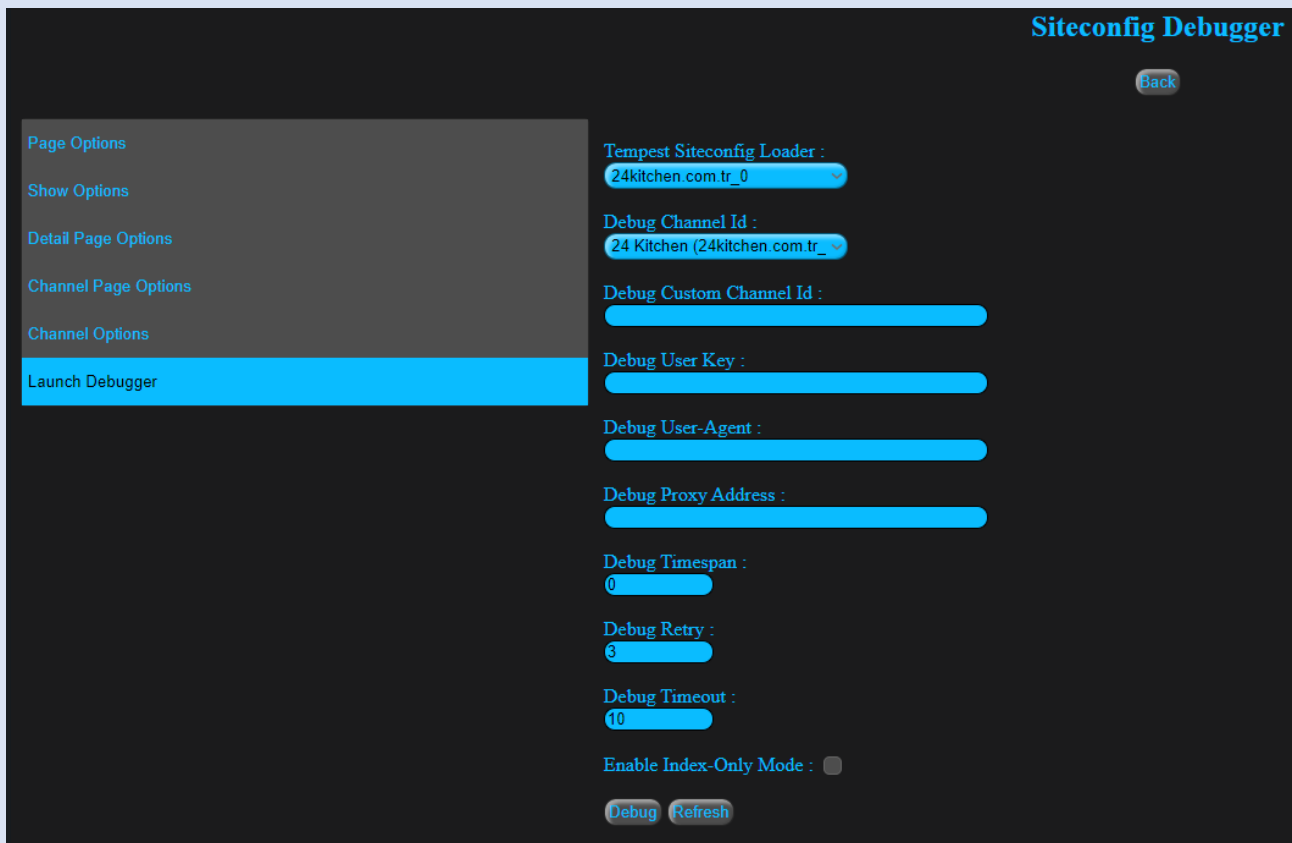 Siteconfig Debugger
Back
Page Options
Show Options
Detail Page Options
Channel Page Options
Channel Options
Launch Debugger
Tempest Siteconfig Loader :
24kitchen.com.tr_0
Debug Channel Id :
24 Kitchen (24kitchen.com.tr_
Debug Custom Channel Id :
Debug User Key :
Debug User-Agent :
Debug Proxy Address :
Debug Timespan :
0
Debug Retry :
3
Debug Timeout :
10
Enable Index-Only Mode :
Debug Refresh